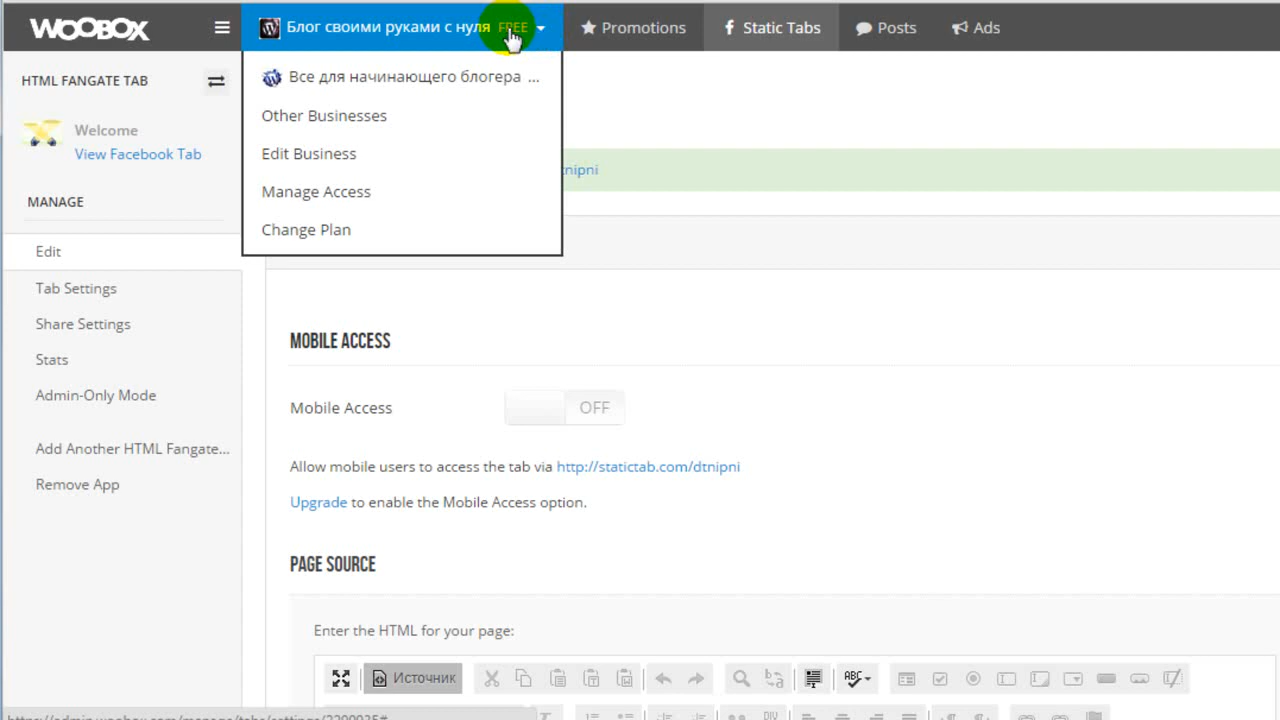 WOOBOX
Блог своими руками с нуля FREE
Promotions
Static Tabs
Posts
Ads
HTML FANGATE TAB
Welcome
View Facebook Tab
MANAGE
Edit
Tab Settings
Share Settings
Stats
Admin-Only Mode
Add Another HTML Fangate...
Remove App
Все для начинающего блогера ...
Other Businesses
Edit Business
Manage Access
Change Plan
tnipni
MOBILE ACCESS
Mobile Access OFF
Allow mobile users to access the tab via http://statictab.com/dtnipni
Upgrade to enable the Mobile Access option.
PAGE SOURCE
Enter the HTML for your page:
Источник
ABC
DIV